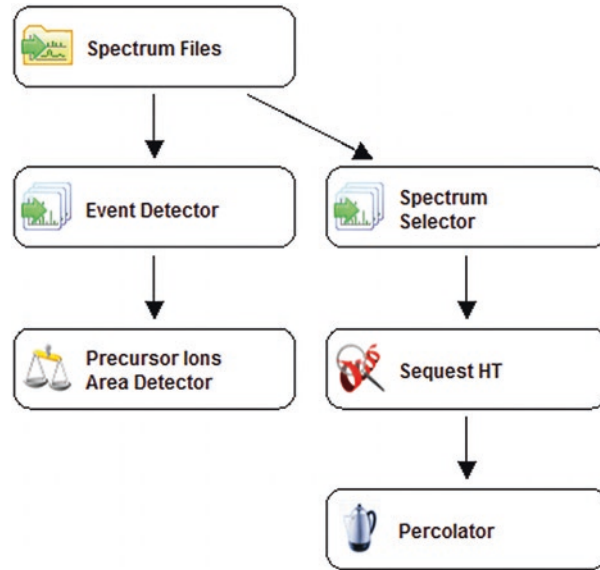 Spectrum Files
Event Detector
Spectrum
Selector
Precursor Ions
Area Detector
Sequest HT
Percolator